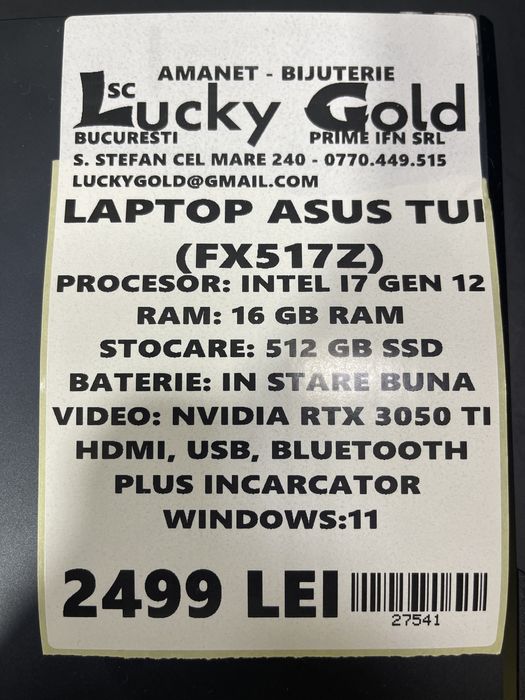 AMANET - BIJUTERIE
SC Lucky Gold
BUCURESTI PRIME IFN SRL
S. STEFAN CEL MARE 240 - 0770.449.515
LUCKYGOLD@GMAIL.COM
LAPTOP ASUS TUI
(FX517Z)
PROCESOR: INTEL I7 GEN 12
RAM: 16 GB RAM
STOCARE: 512 GB SSD
BATERIE: IN STARE BUNA
VIDEO: NVIDIA RTX 3050 TI
HDMI, USB, BLUETOOTH
PLUS INCARCATOR
WINDOWS:11
2499 LEI
27541